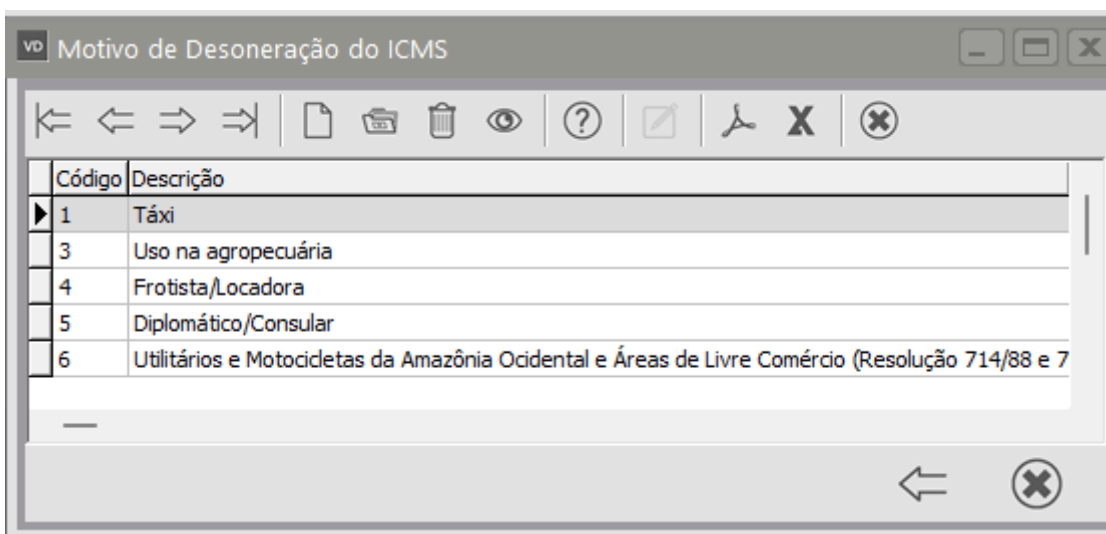 VD Motivo de Desoneração do ICMS
Código Descrição
1 Táxi
3 Uso na agropecuária
4 Frotista/Locadora
5 Diplomático/Consular
6 Utilitários e Motocicletas da Amazônia Ocidental e Áreas de Livre Comércio (Resolução 714/88 e 7